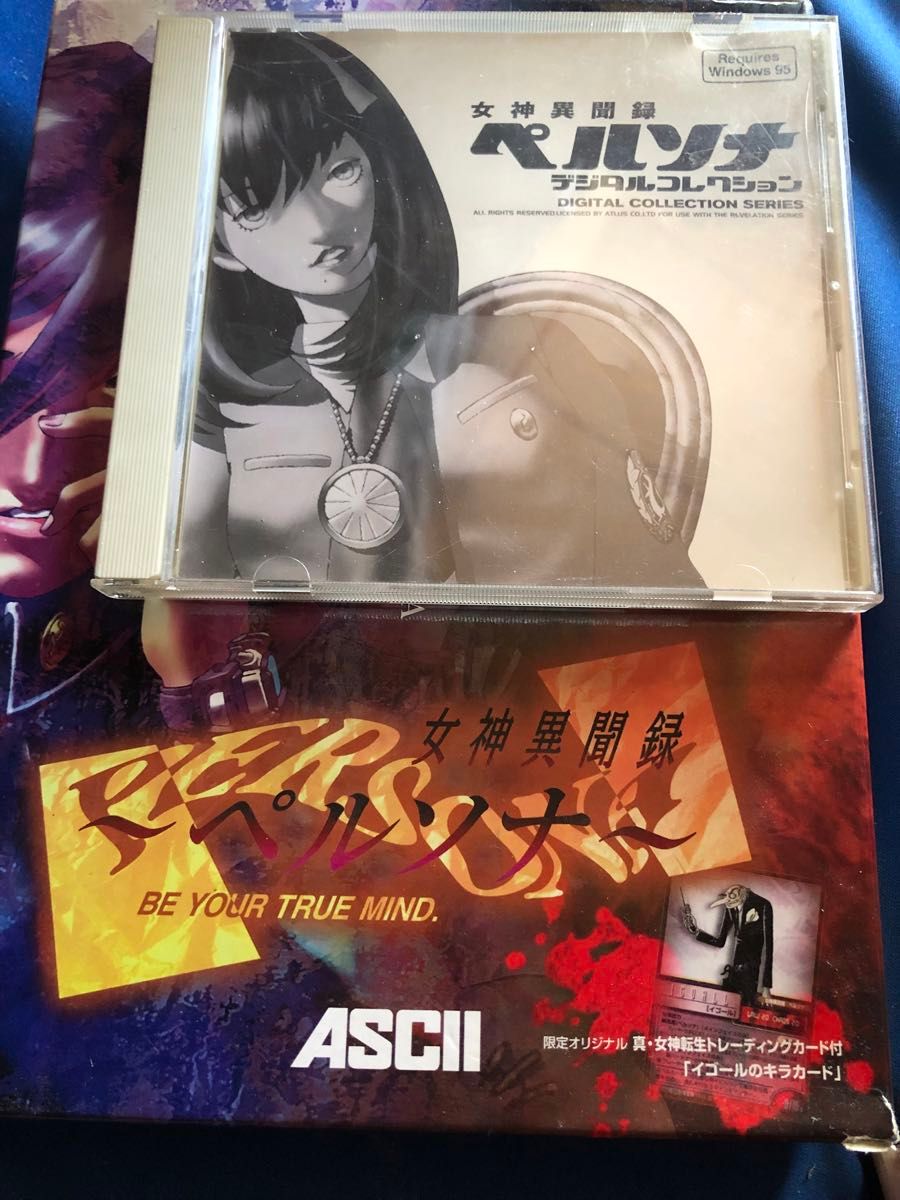 Requires
Windows 95
女神異聞録
ペルソナ
デジタルコレクション
DIGITAL COLLECTION SERIES
ALL RIGHTS RESERVED.LICENSED BY ATLUS CO.,LTD FOR USE WITH THE REVELATION SERIES
女神異聞録
PERSONA
～ペルソナ～
BE YOUR TRUE MIND.
ASCII
[イゴール]
限定オリジナル 真・女神転生トレーディングカード付
「イゴールのキラカード」